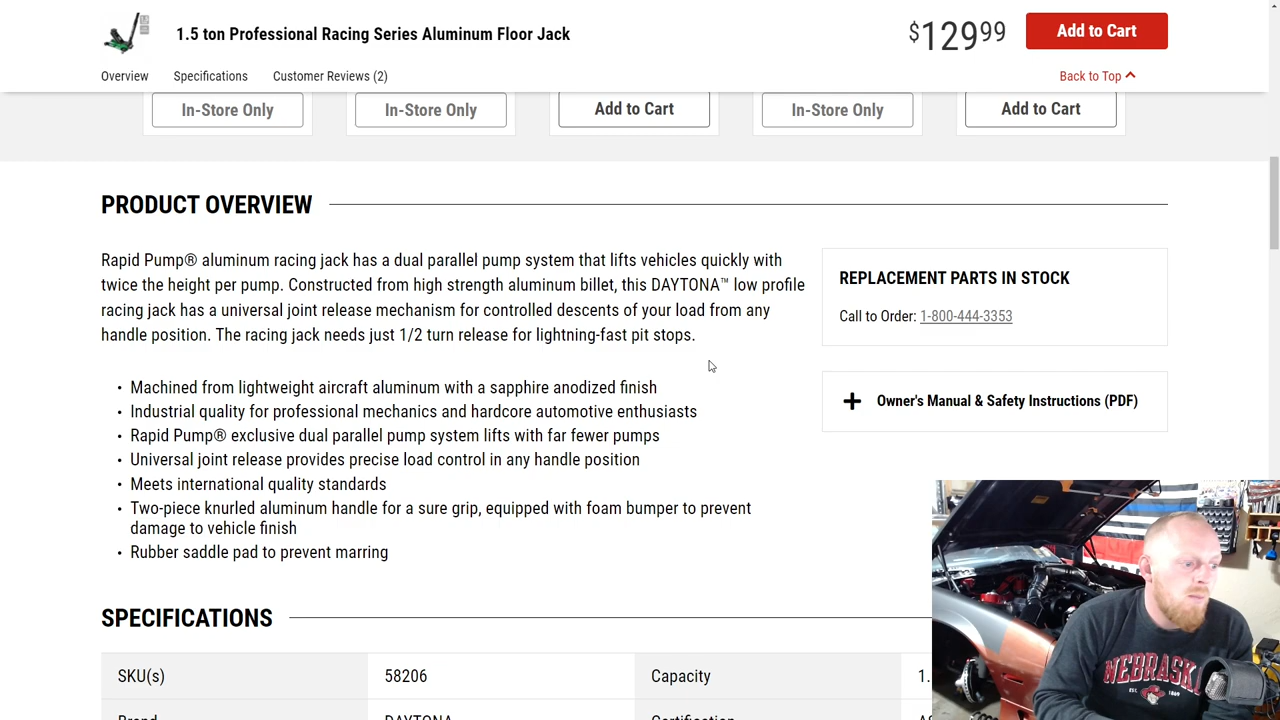 1.5 ton Professional Racing Series Aluminum Floor Jack
$129.99
Add to Cart
Overview
Specifications
Customer Reviews (2)
Back to Top
In-Store Only
In-Store Only
Add to Cart
In-Store Only
Add to Cart
PRODUCT OVERVIEW
Rapid Pump® aluminum racing jack has a dual parallel pump system that lifts vehicles quickly with
twice the height per pump. Constructed from high strength aluminum billet, this DAYTONA™ low profile
racing jack has a universal joint release mechanism for controlled descents of your load from any
handle position. The racing jack needs just 1/2 turn release for lightning-fast pit stops.
• Machined from lightweight aircraft aluminum with a sapphire anodized finish
• Industrial quality for professional mechanics and hardcore automotive enthusiasts
• Rapid Pump® exclusive dual parallel pump system lifts with far fewer pumps
• Universal joint release provides precise load control in any handle position
• Meets international quality standards
• Two-piece knurled aluminum handle for a sure grip, equipped with foam bumper to prevent
damage to vehicle finish
• Rubber saddle pad to prevent marring
REPLACEMENT PARTS IN STOCK
Call to Order: 1-800-444-3353
Owner's Manual & Safety Instructions (PDF)
SPECIFICATIONS
SKU(s)
58206
Capacity
1.
Brand
DAYTONA
Certification
NEBRASK
EST. 1869